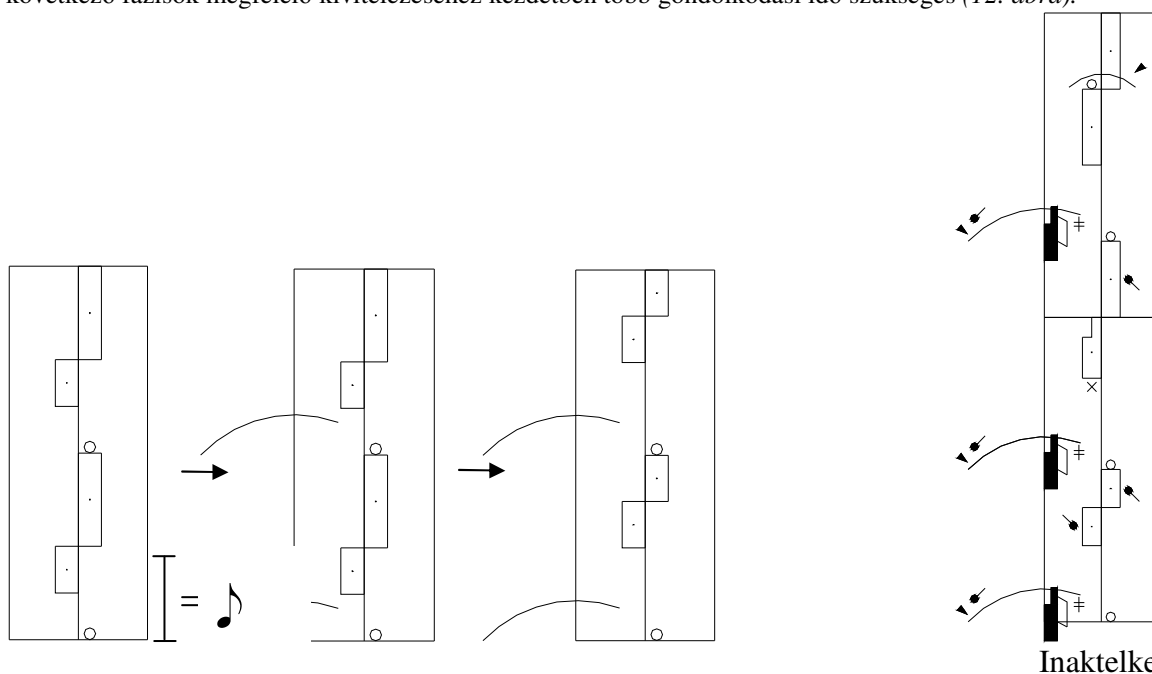 következő fázisok megfelelő kivitelezéséhez kezdetben több gondolkodási idő szükséges (12. ábra).
= ♪
Inaktelke